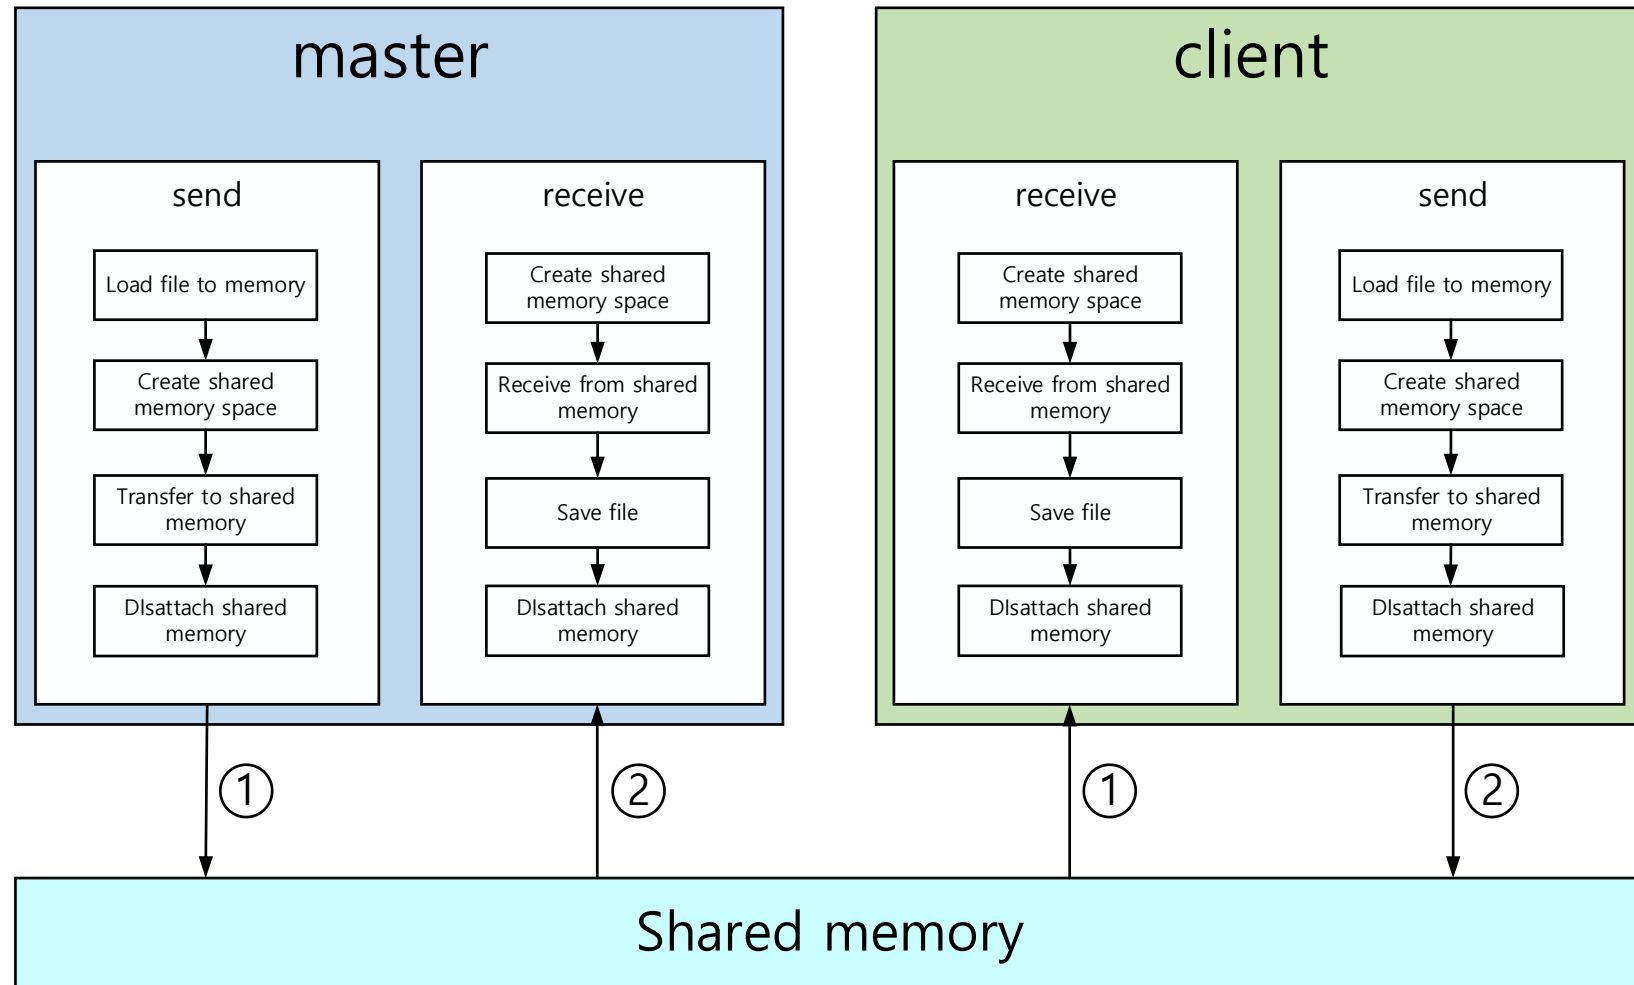 master
send
Load file to memory
Create shared
memory space
Transfer to shared
memory
DIsattach shared
memory
receive
Create shared
memory space
Receive from shared
memory
Save file
DIsattach shared
memory
client
receive
Create shared
memory space
Receive from shared
memory
Save file
DIsattach shared
memory
send
Load file to memory
Create shared
memory space
Transfer to shared
memory
DIsattach shared
memory
①
②
①
②
Shared memory